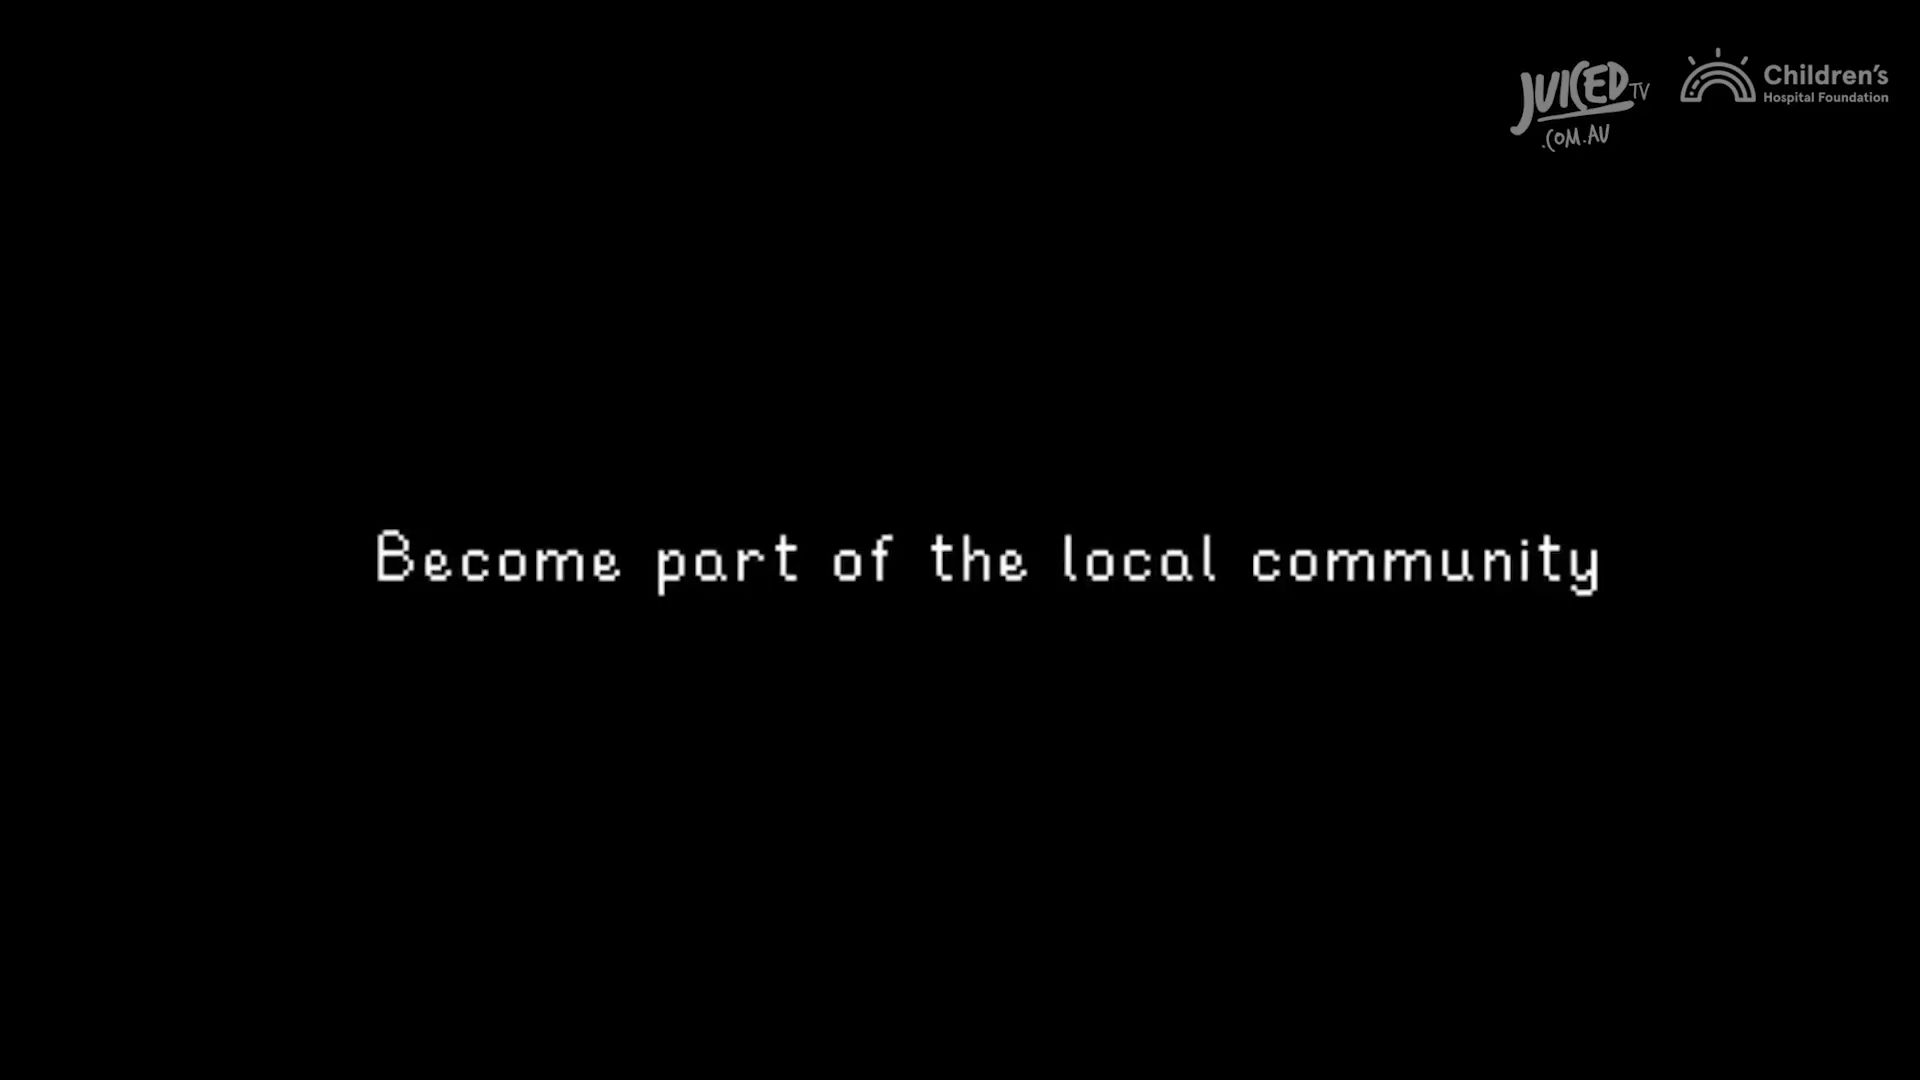 JUICED TV
.COM.AU
Children's
Hospital Foundation
Become part of the local community